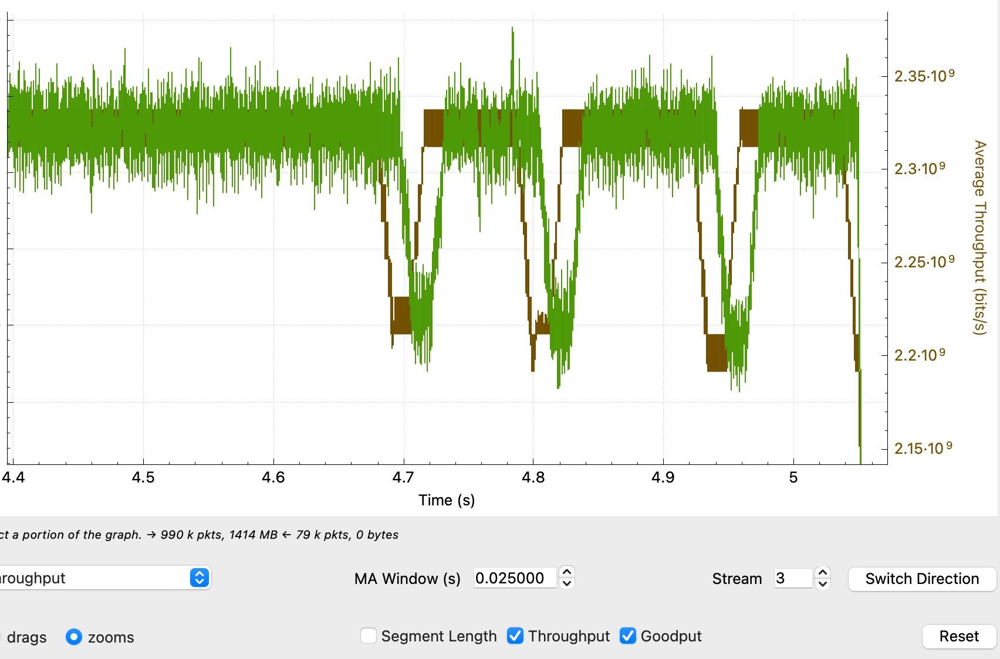 2.35·10⁹
2.3·10⁹
2.25·10⁹
2.2·10⁹
2.15·10⁹
Average Throughput (bits/s)
4.4 4.5 4.6 4.7 4.8 4.9 5
Time (s)
ct a portion of the graph. → 990 k pkts, 1414 MB ← 79 k pkts, 0 bytes
roughput MA Window (s) 0.025000 Stream 3 Switch Direction
drags zooms Segment Length Throughput Goodput Reset